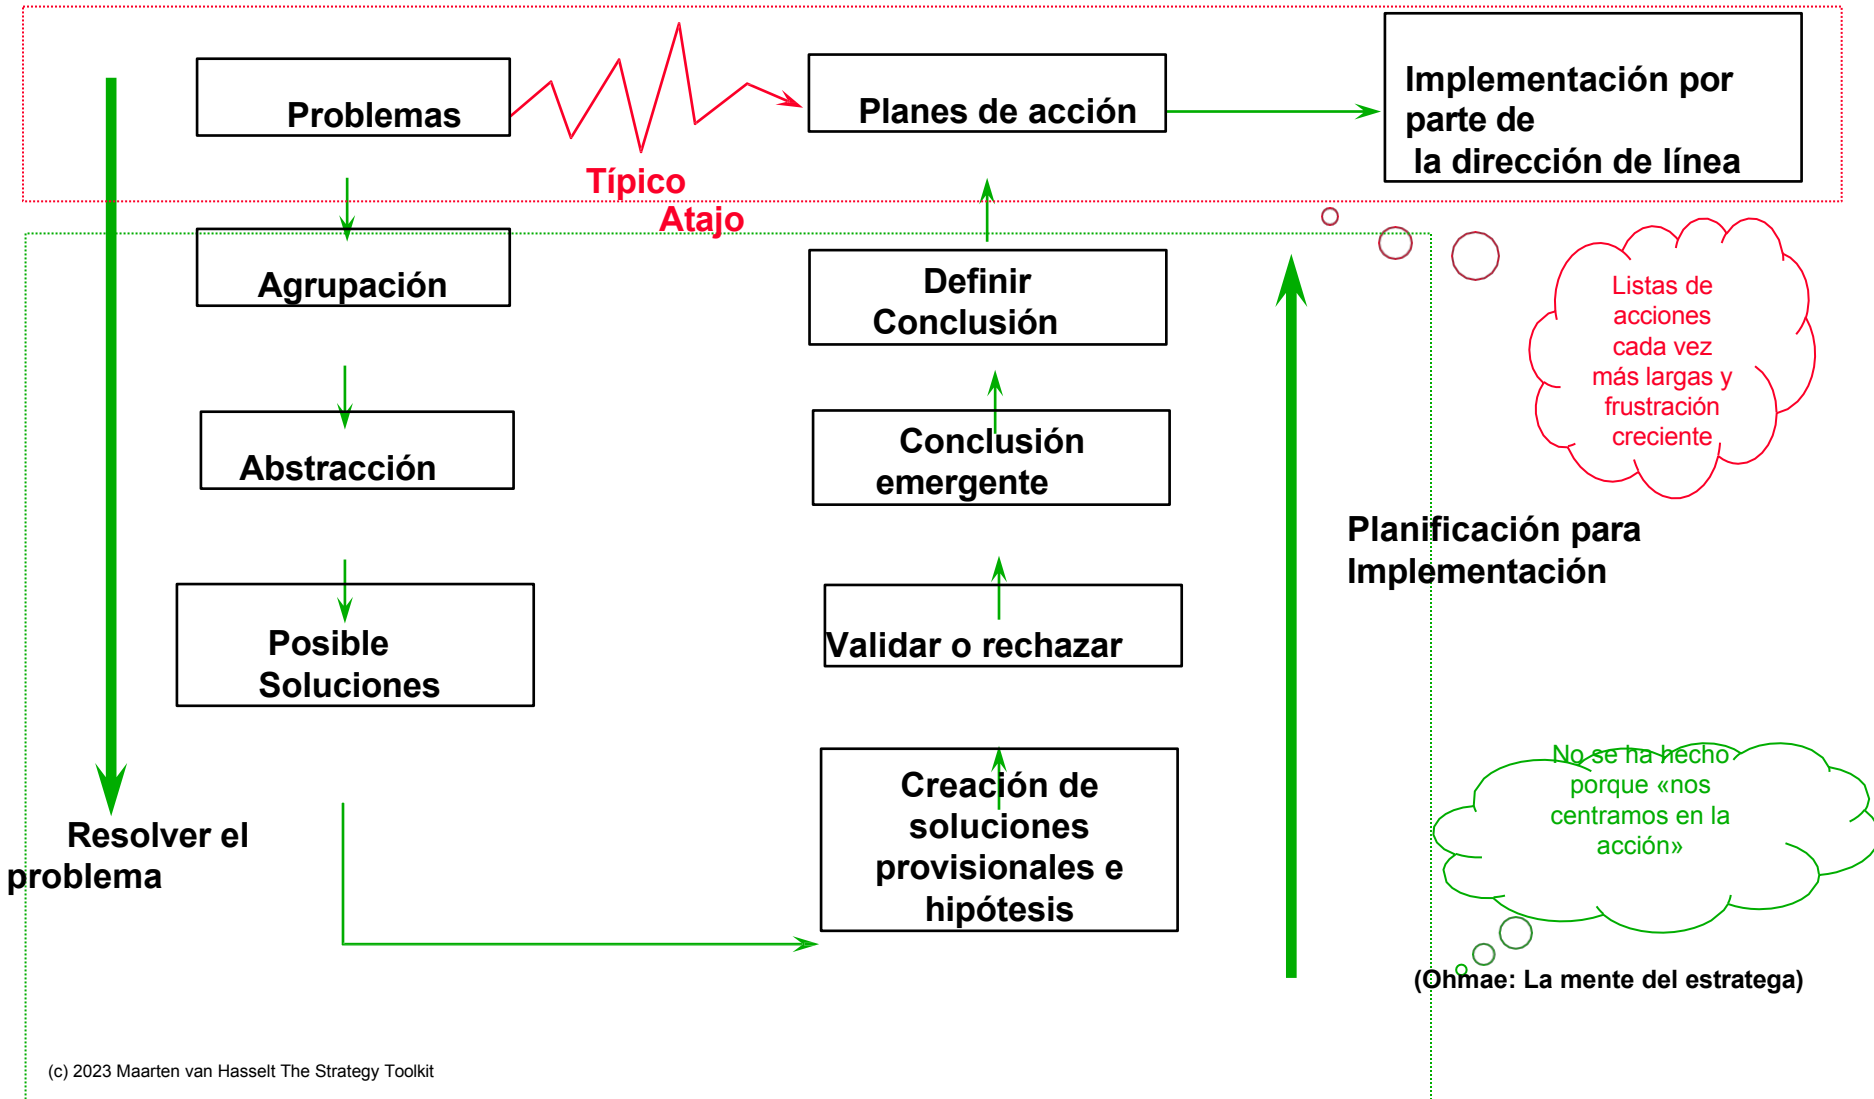 Problemas
Planes de acción
Implementación por
parte de
la dirección de línea
Típico
Atajo
Agrupación
Definir
Conclusión
Listas de
acciones
cada vez
más largas y
frustración
creciente
Abstracción
Conclusión
emergente
Planificación para
Implementación
Posible
Soluciones
Validar o rechazar
Creación de
soluciones
provisionales e
hipótesis
No se ha hecho
porque «nos
centramos en la
acción»
Resolver el
problema
(Ohmae: La mente del estratega)
(c) 2023 Maarten van Hasselt The Strategy Toolkit